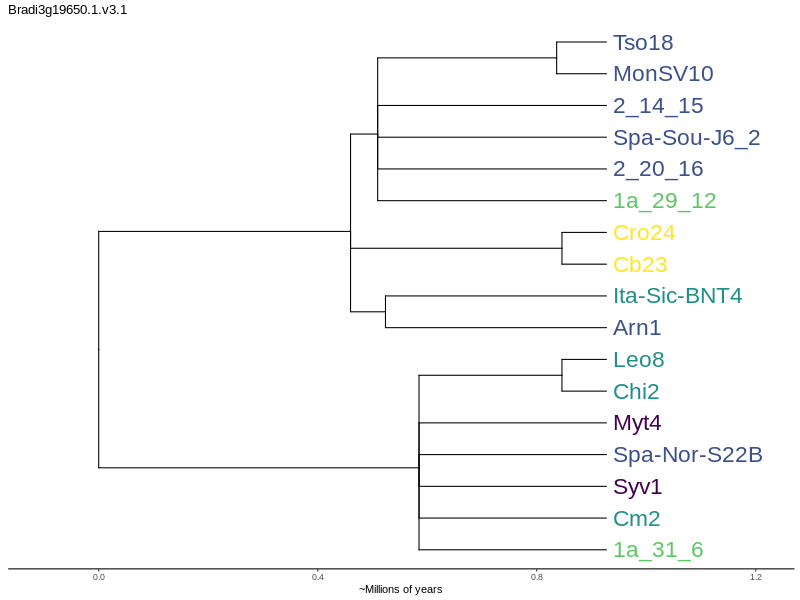 Bradi3g19650.1.v3.1
Tso18
MonSV10
2_14_15
Spa-Sou-J6_2
2_20_16
1a_29_12
Cro24
Cb23
Ita-Sic-BNT4
Arn1
Leo8
Chi2
Myt4
Spa-Nor-S22B
Syv1
Cm2
1a_31_6
0.0 0.4 0.8 1.2
~Millions of years